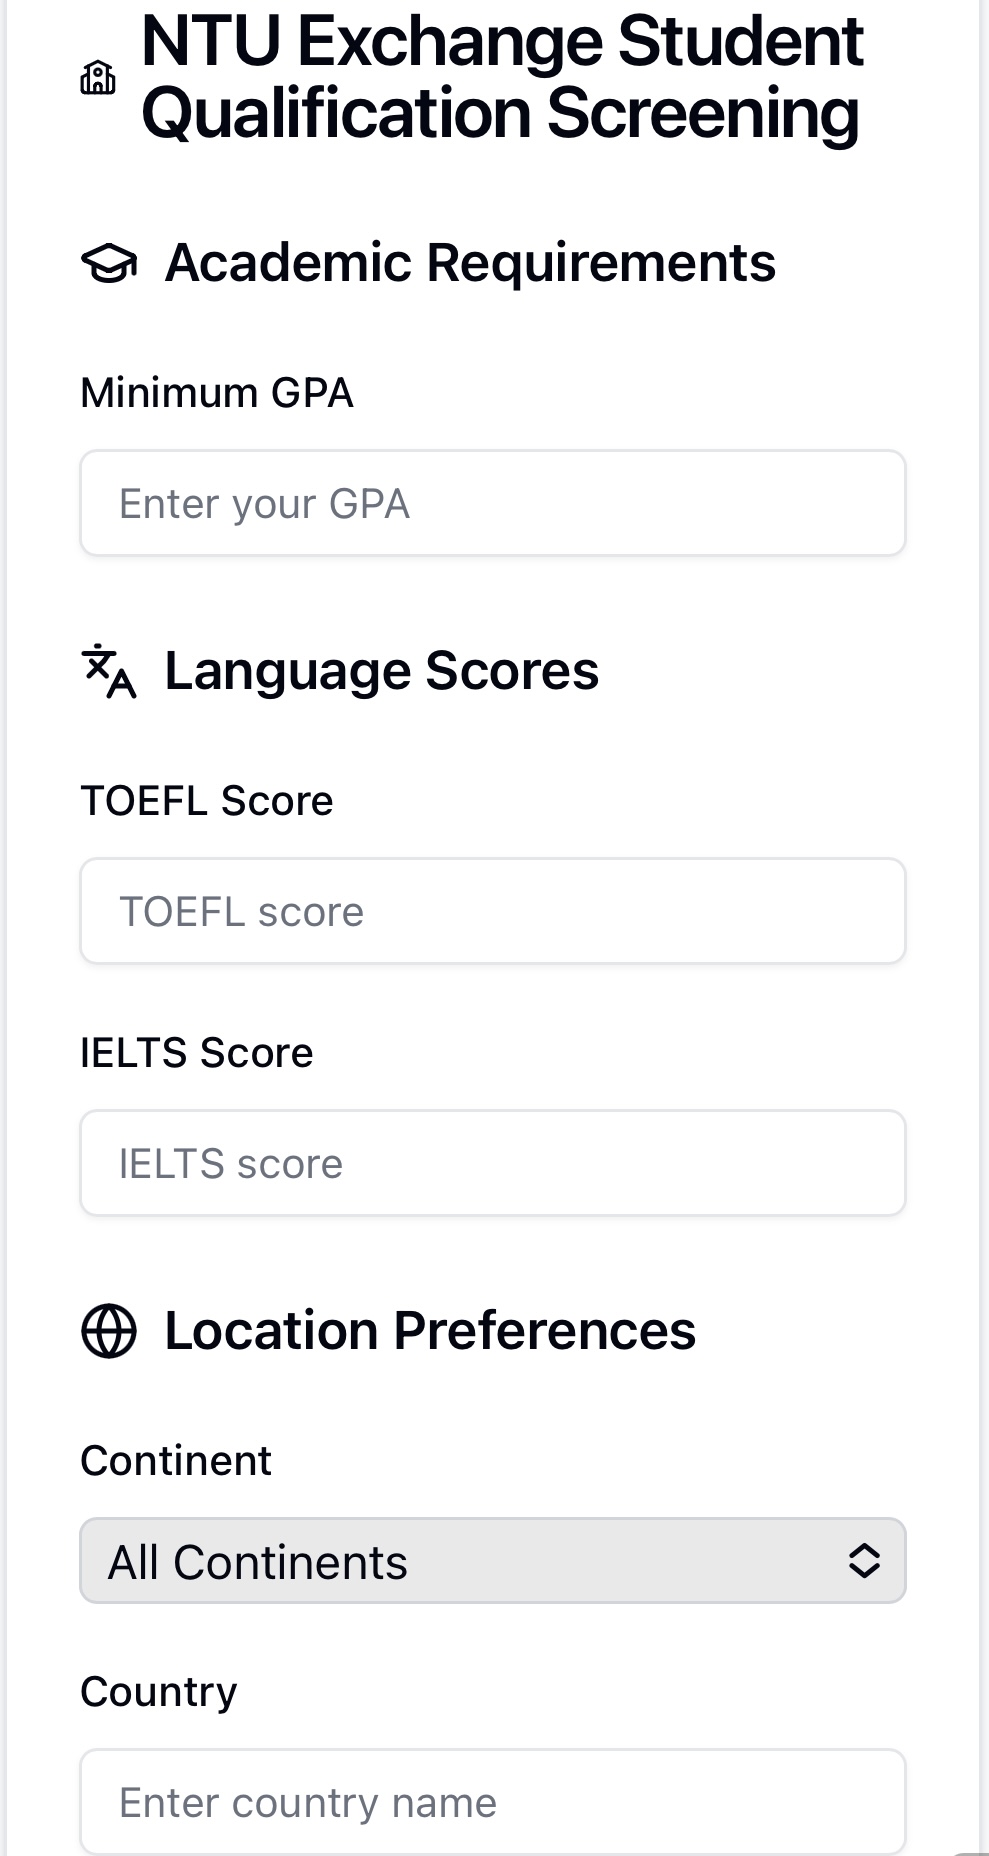 NTU Exchange Student
Qualification Screening
Academic Requirements
Minimum GPA
Enter your GPA
Language Scores
TOEFL Score
TOEFL score
IELTS Score
IELTS score
Location Preferences
Continent
All Continents
Country
Enter country name